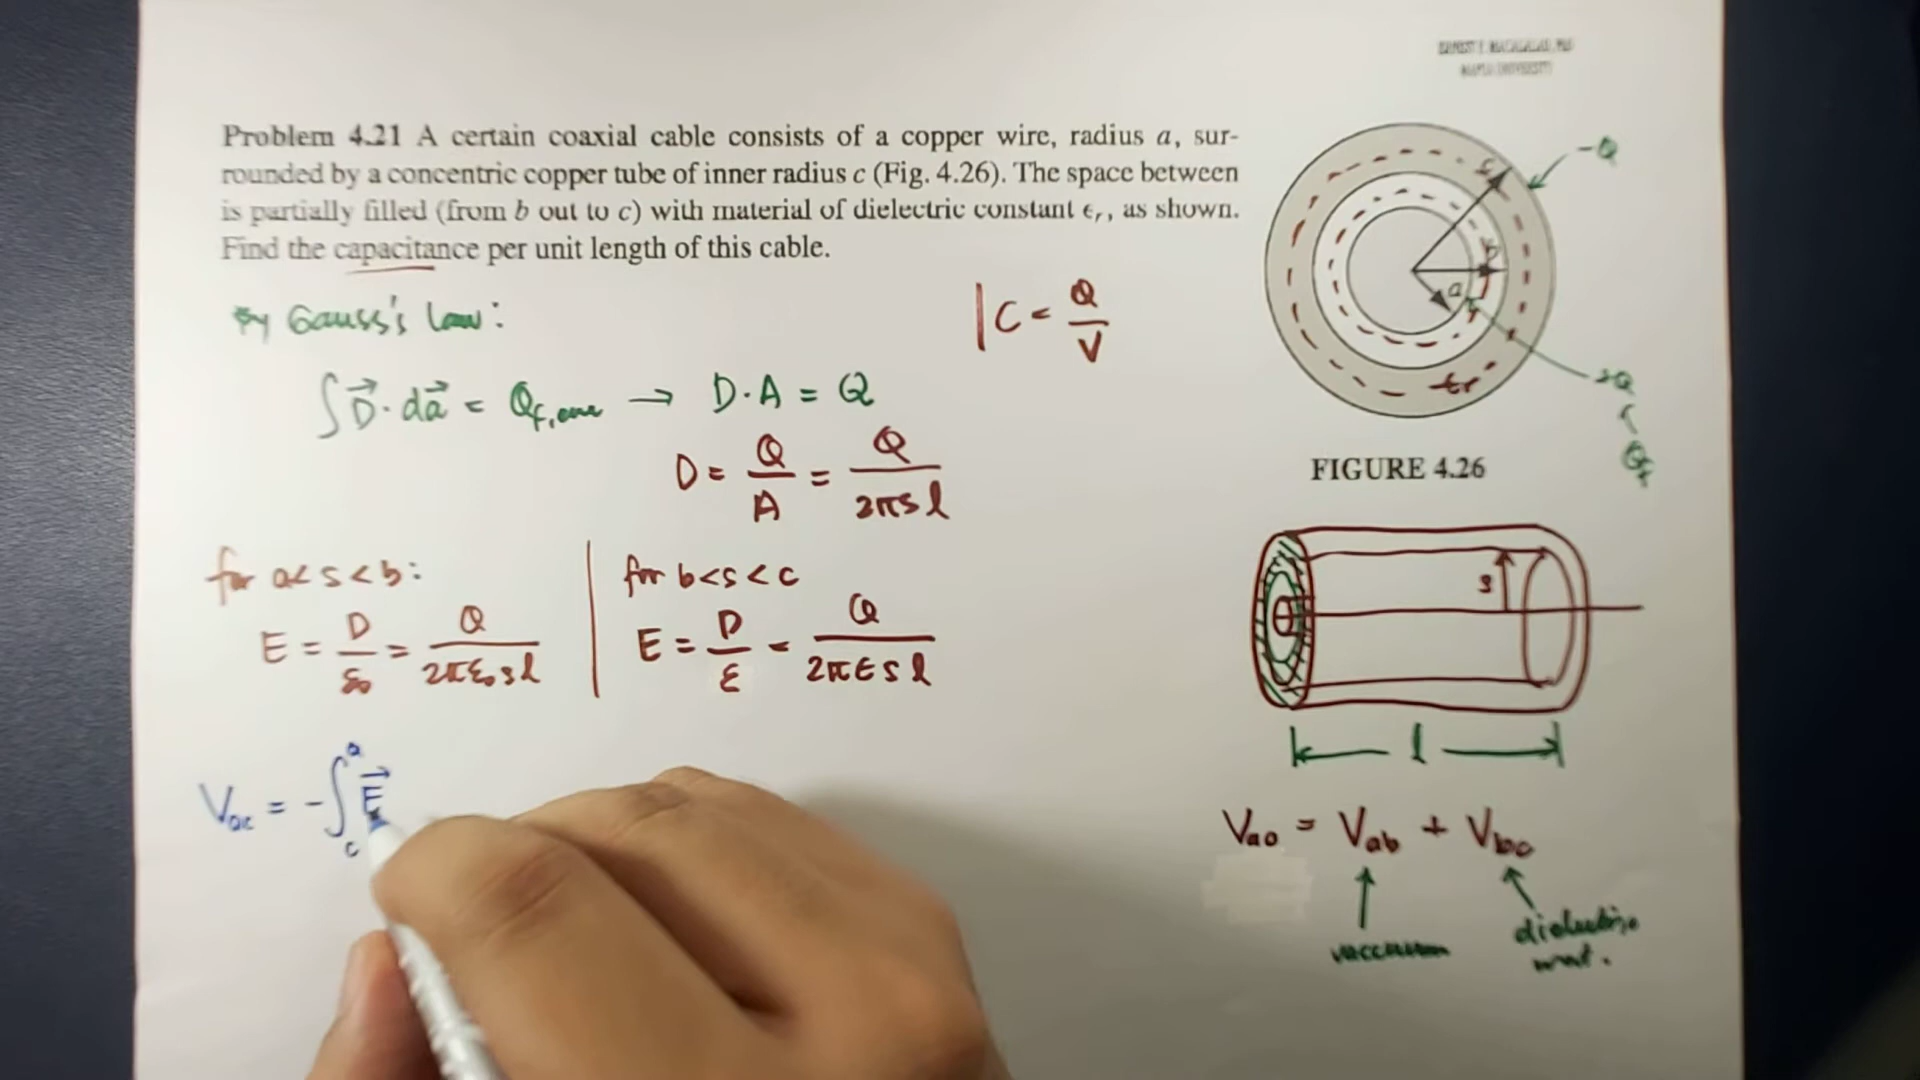 Problem 4.21 A certain coaxial cable consists of a copper wire, radius a, sur-
rounded by a concentric copper tube of inner radius c (Fig. 4.26). The space between
is partially filled (from b out to c) with material of dielectric constant ϵr, as shown.
Find the capacitance per unit length of this cable.
By Gauss's Law:
C = Q/V
∫D⃗·da⃗ = Qf,enc → D·A = Q
D = Q/A = Q/2πsl
for a<s<b:
E = D/ε0 = Q/2πε0sl
for b<s<c
E = D/ε = Q/2πεsl
Vac = -∫ca E⃗
-Q
c
b
a
εr
+Q
Qf
FIGURE 4.26
s
l
Vac = Vab + Vbc
vaccuum
dielectric
mat.